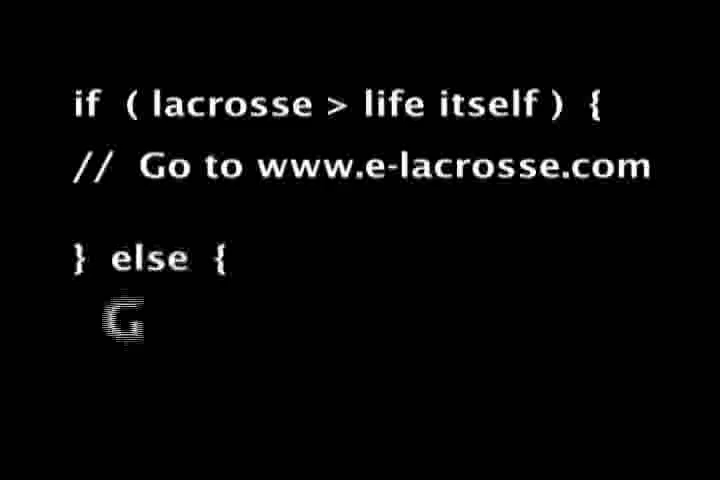 if ( lacrosse > life itself ) {
// Go to www.e-lacrosse.com
} else {
G